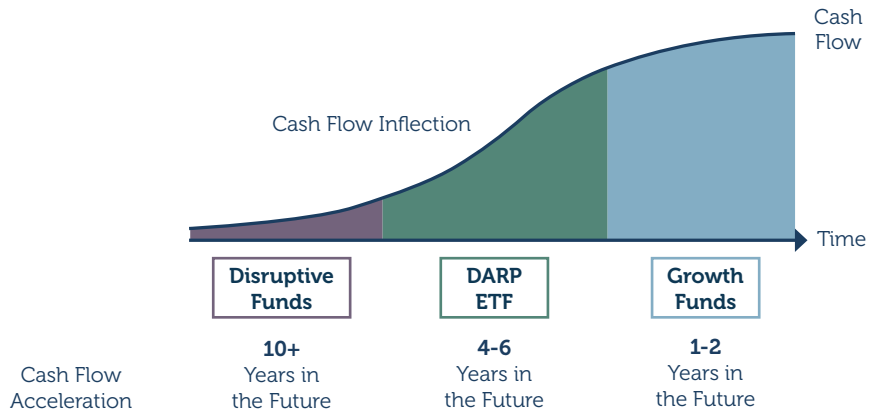 Cash
Flow
Cash Flow Inflection
Time
Disruptive
Funds
DARP
ETF
Growth
Funds
Cash Flow
Acceleration
10+
Years in
the Future
4-6
Years in
the Future
1-2
Years in
the Future